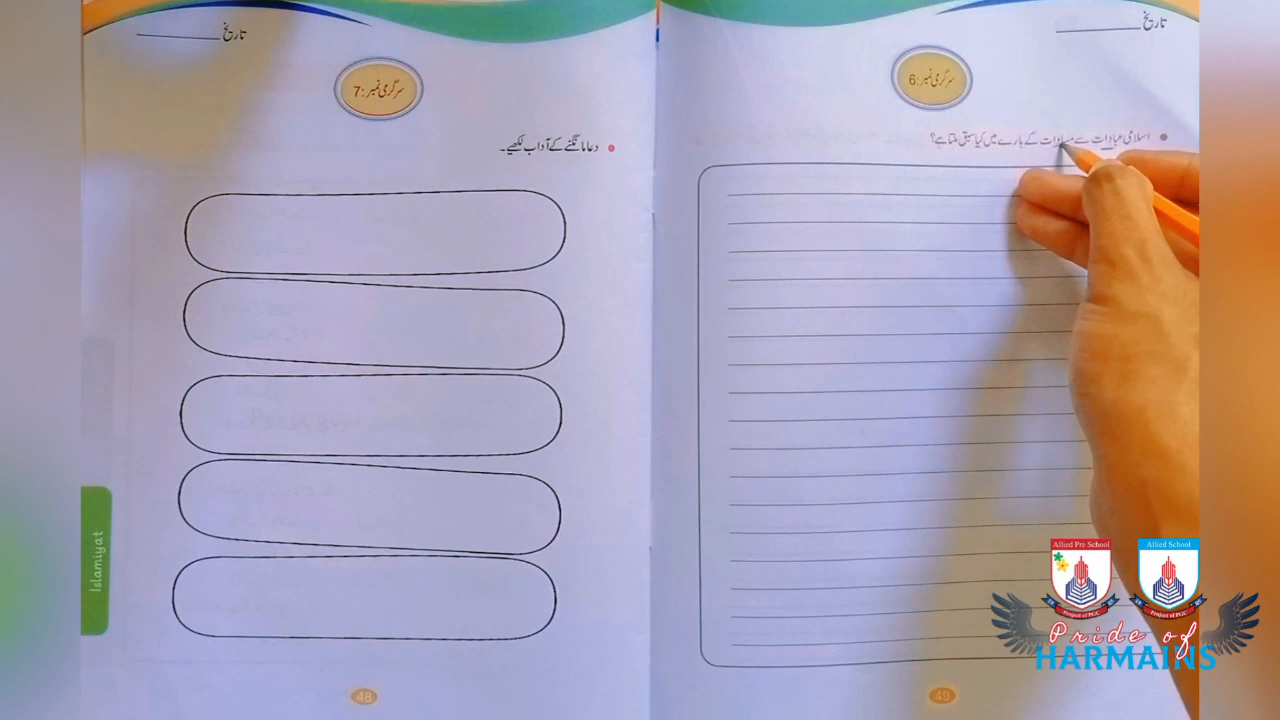 تاریخ
سرگرمی نمبر :6
اسلامی عبادات سے مساوات کے بارے میں کیا سبق ملتا ہے؟
49
تاریخ
سرگرمی نمبر :7
دعا مانگنے کے آداب لکھیے۔
Islamiyat
48
Allied Pre School
Project of PGC
Allied School
Project of PGC
Pride of
HARMAINS